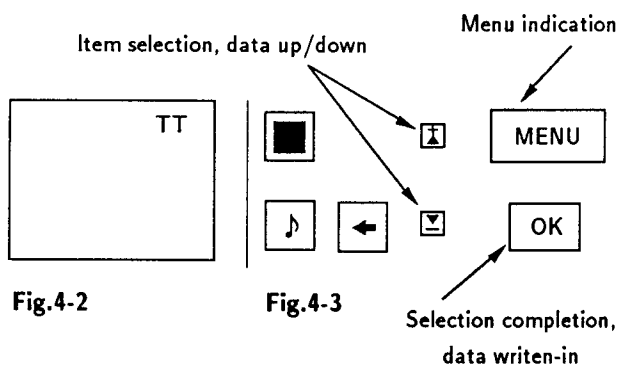 Menu indication
Item selection, data up/down
TT
MENU
OK
Fig.4-2
Fig.4-3
Selection completion,
data writen-in